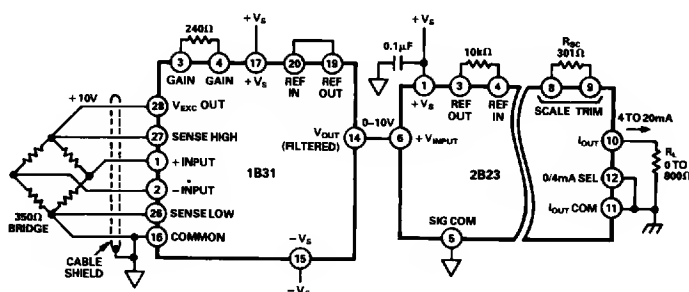 +VS
+VS
240Ω
0.1µF
10kΩ
RSC
301Ω
3
4
17
20
19
1
3
4
8
9
GAIN
GAIN
+VS
REF IN
REF OUT
+VS
REF OUT
REF IN
SCALE TRIM
+10V
28
VEXC OUT
4 TO 20mA
27
SENSE HIGH
VOUT
(FILTERED)
14
0–10V
6
+VINPUT
IOUT
10
RL
0 TO
800Ω
1
+INPUT
1B31
2B23
2
−INPUT
0/4mA SEL
12
350Ω
BRIDGE
26
SENSE LOW
IOUT COM
11
16
COMMON
SIG COM
5
CABLE
SHIELD
−VS
15
−VS